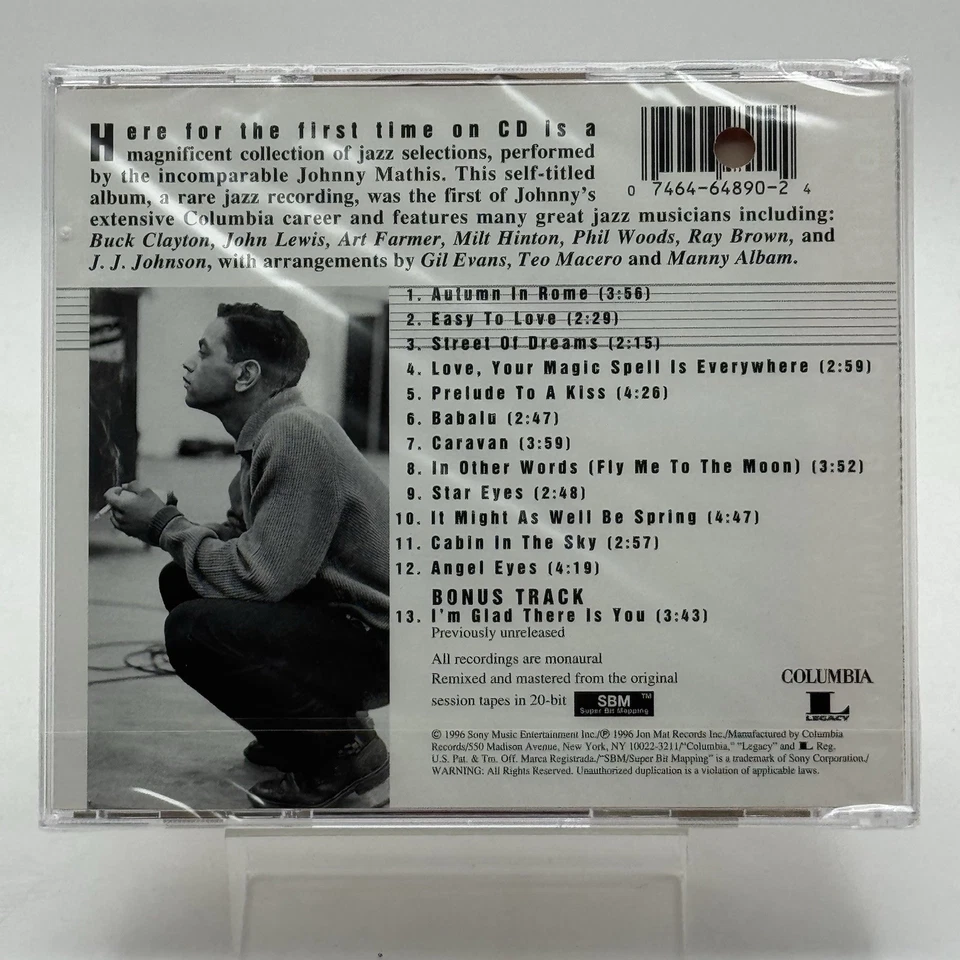 Here for the first time on CD is a
magnificent collection of jazz selections, performed
by the incomparable Johnny Mathis. This self-titled
album, a rare jazz recording, was the first of Johnny's
extensive Columbia career and features many great jazz musicians including:
Buck Clayton, John Lewis, Art Farmer, Milt Hinton, Phil Woods, Ray Brown, and
J. J. Johnson, with arrangements by Gil Evans, Teo Macero and Manny Albam.
0 7464-64890-2 4
1. Autumn In Rome (3:56)
2. Easy To Love (2:29)
3. Street Of Dreams (2:15)
4. Love, Your Magic Spell Is Everywhere (2:59)
5. Prelude To A Kiss (4:26)
6. Babalu (2:47)
7. Caravan (3:59)
8. In Other Words (Fly Me To The Moon) (3:52)
9. Star Eyes (2:48)
10. It Might As Well Be Spring (4:47)
11. Cabin In The Sky (2:57)
12. Angel Eyes (4:19)
BONUS TRACK
13. I'm Glad There Is You (3:43)
Previously unreleased
All recordings are monaural
Remixed and mastered from the original
session tapes in 20-bit SBM™
Super Bit Mapping
COLUMBIA
L
LEGACY
© 1996 Sony Music Entertainment Inc./℗ 1996 Jon Mat Records Inc./Manufactured by Columbia
Records/550 Madison Avenue, New York, NY 10022-3211/"Columbia," "Legacy" and L Reg.
U.S. Pat. & Tm. Off. Marca Registrada./"SBM/Super Bit Mapping" is a trademark of Sony Corporation./
WARNING: All Rights Reserved. Unauthorized duplication is a violation of applicable laws.